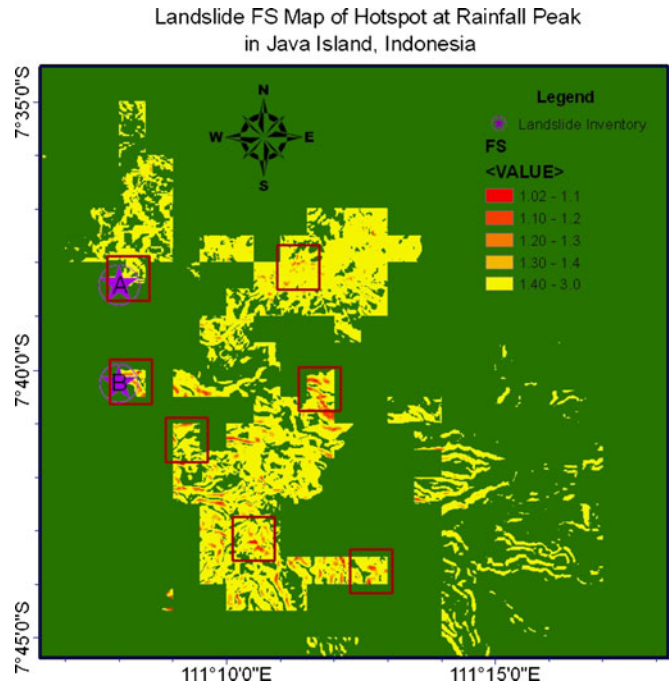 Landslide FS Map of Hotspot at Rainfall Peak
in Java Island, Indonesia
7°35'0"S
7°40'0"S
7°45'0"S
N
W
E
S
Legend
Landslide Inventory
FS
<VALUE>
1.02 - 1.1
1.10 - 1.2
1.20 - 1.3
1.30 - 1.4
1.40 - 3.0
A
B
111°10'0"E
111°15'0"E